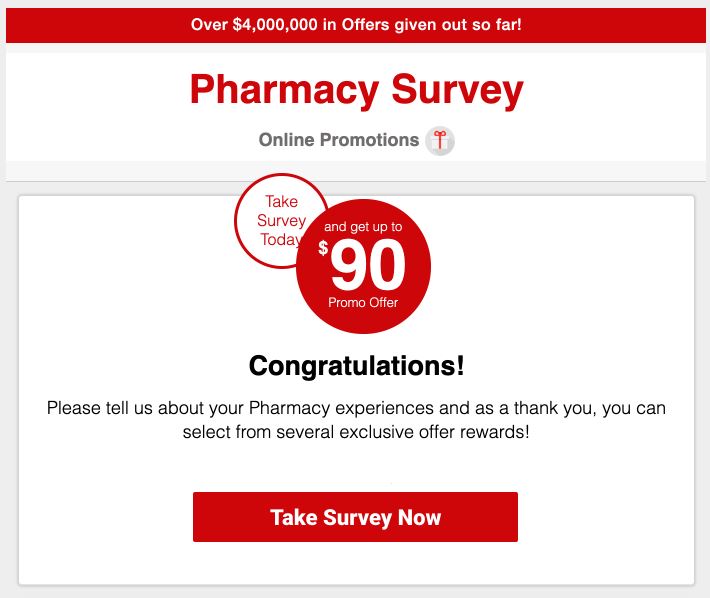 Over $4,000,000 in Offers given out so far!
Pharmacy Survey
Online Promotions
Take
Survey
Today
and get up to
$90
Promo Offer
Congratulations!
Please tell us about your Pharmacy experiences and as a thank you, you can
select from several exclusive offer rewards!
Take Survey Now